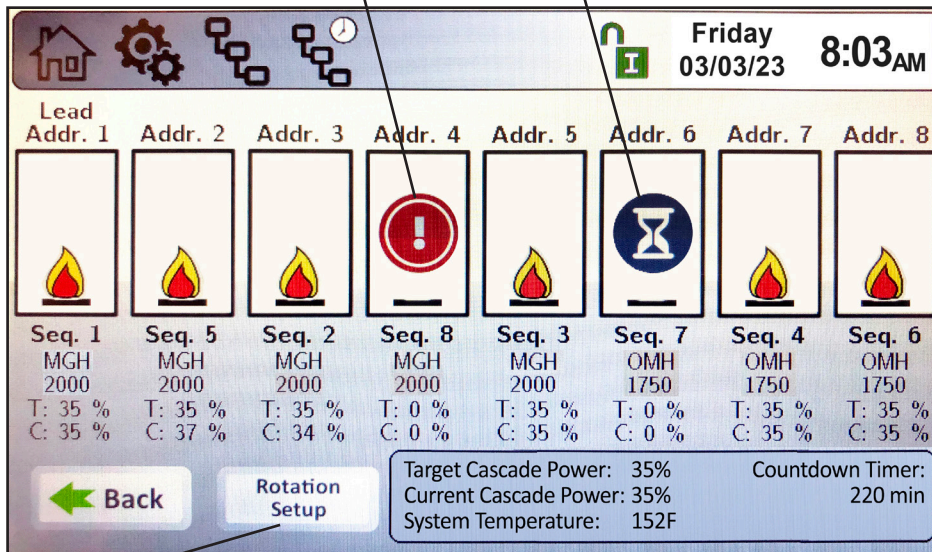 Friday
03/03/23
8:03AM
Lead
Addr. 1 Addr. 2 Addr. 3 Addr. 4 Addr. 5 Addr. 6 Addr. 7 Addr. 8
!
Seq. 1 Seq. 5 Seq. 2 Seq. 8 Seq. 3 Seq. 7 Seq. 4 Seq. 6
MGH MGH MGH MGH MGH OMH OMH OMH
2000 2000 2000 2000 2000 1750 1750 1750
T: 35 % T: 35 % T: 35 % T: 0 % T: 35 % T: 0 % T: 35 % T: 35 %
C: 35 % C: 37 % C: 34 % C: 0 % C: 35 % C: 0 % C: 35 % C: 35 %
Back
Rotation
Setup
Target Cascade Power: 35% Countdown Timer:
Current Cascade Power: 35% 220 min
System Temperature: 152F